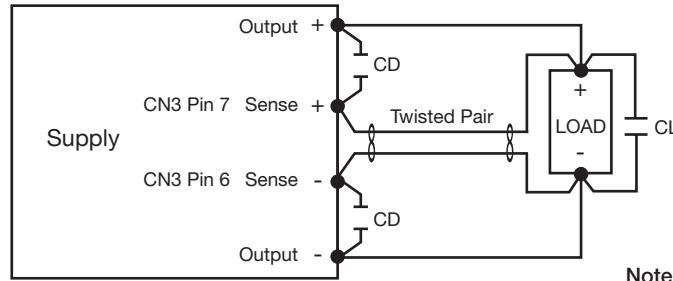 Output +
CD
CN3 Pin 7 Sense +
Twisted Pair
+
LOAD
-
CL
Supply
CN3 Pin 6 Sense -
CD
Output -
Note